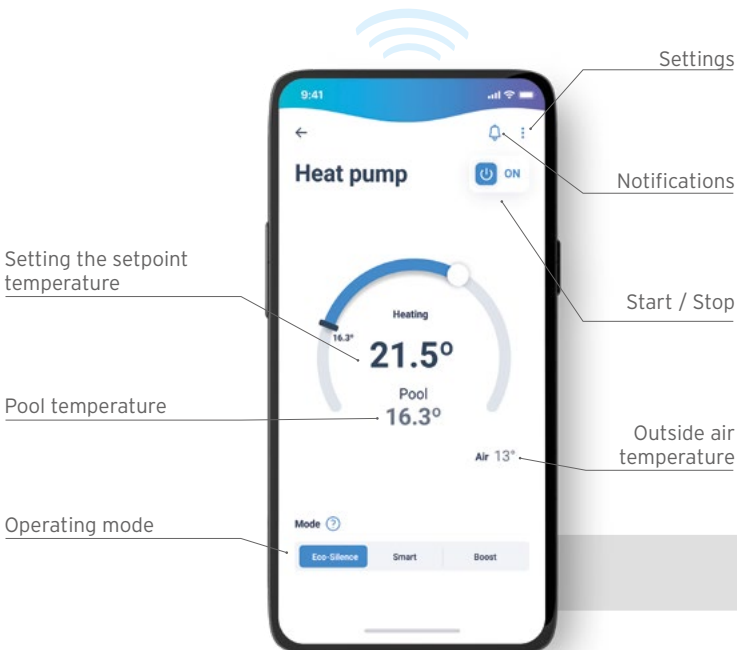 Settings
9:41
Heat pump
ON
Notifications
Setting the setpoint
temperature
Start / Stop
Heating
16.3°
21.5°
Pool
16.3°
Pool temperature
Outside air
temperature
Air 13°
Operating mode
Mode ?
Eco-Silence Smart Boost